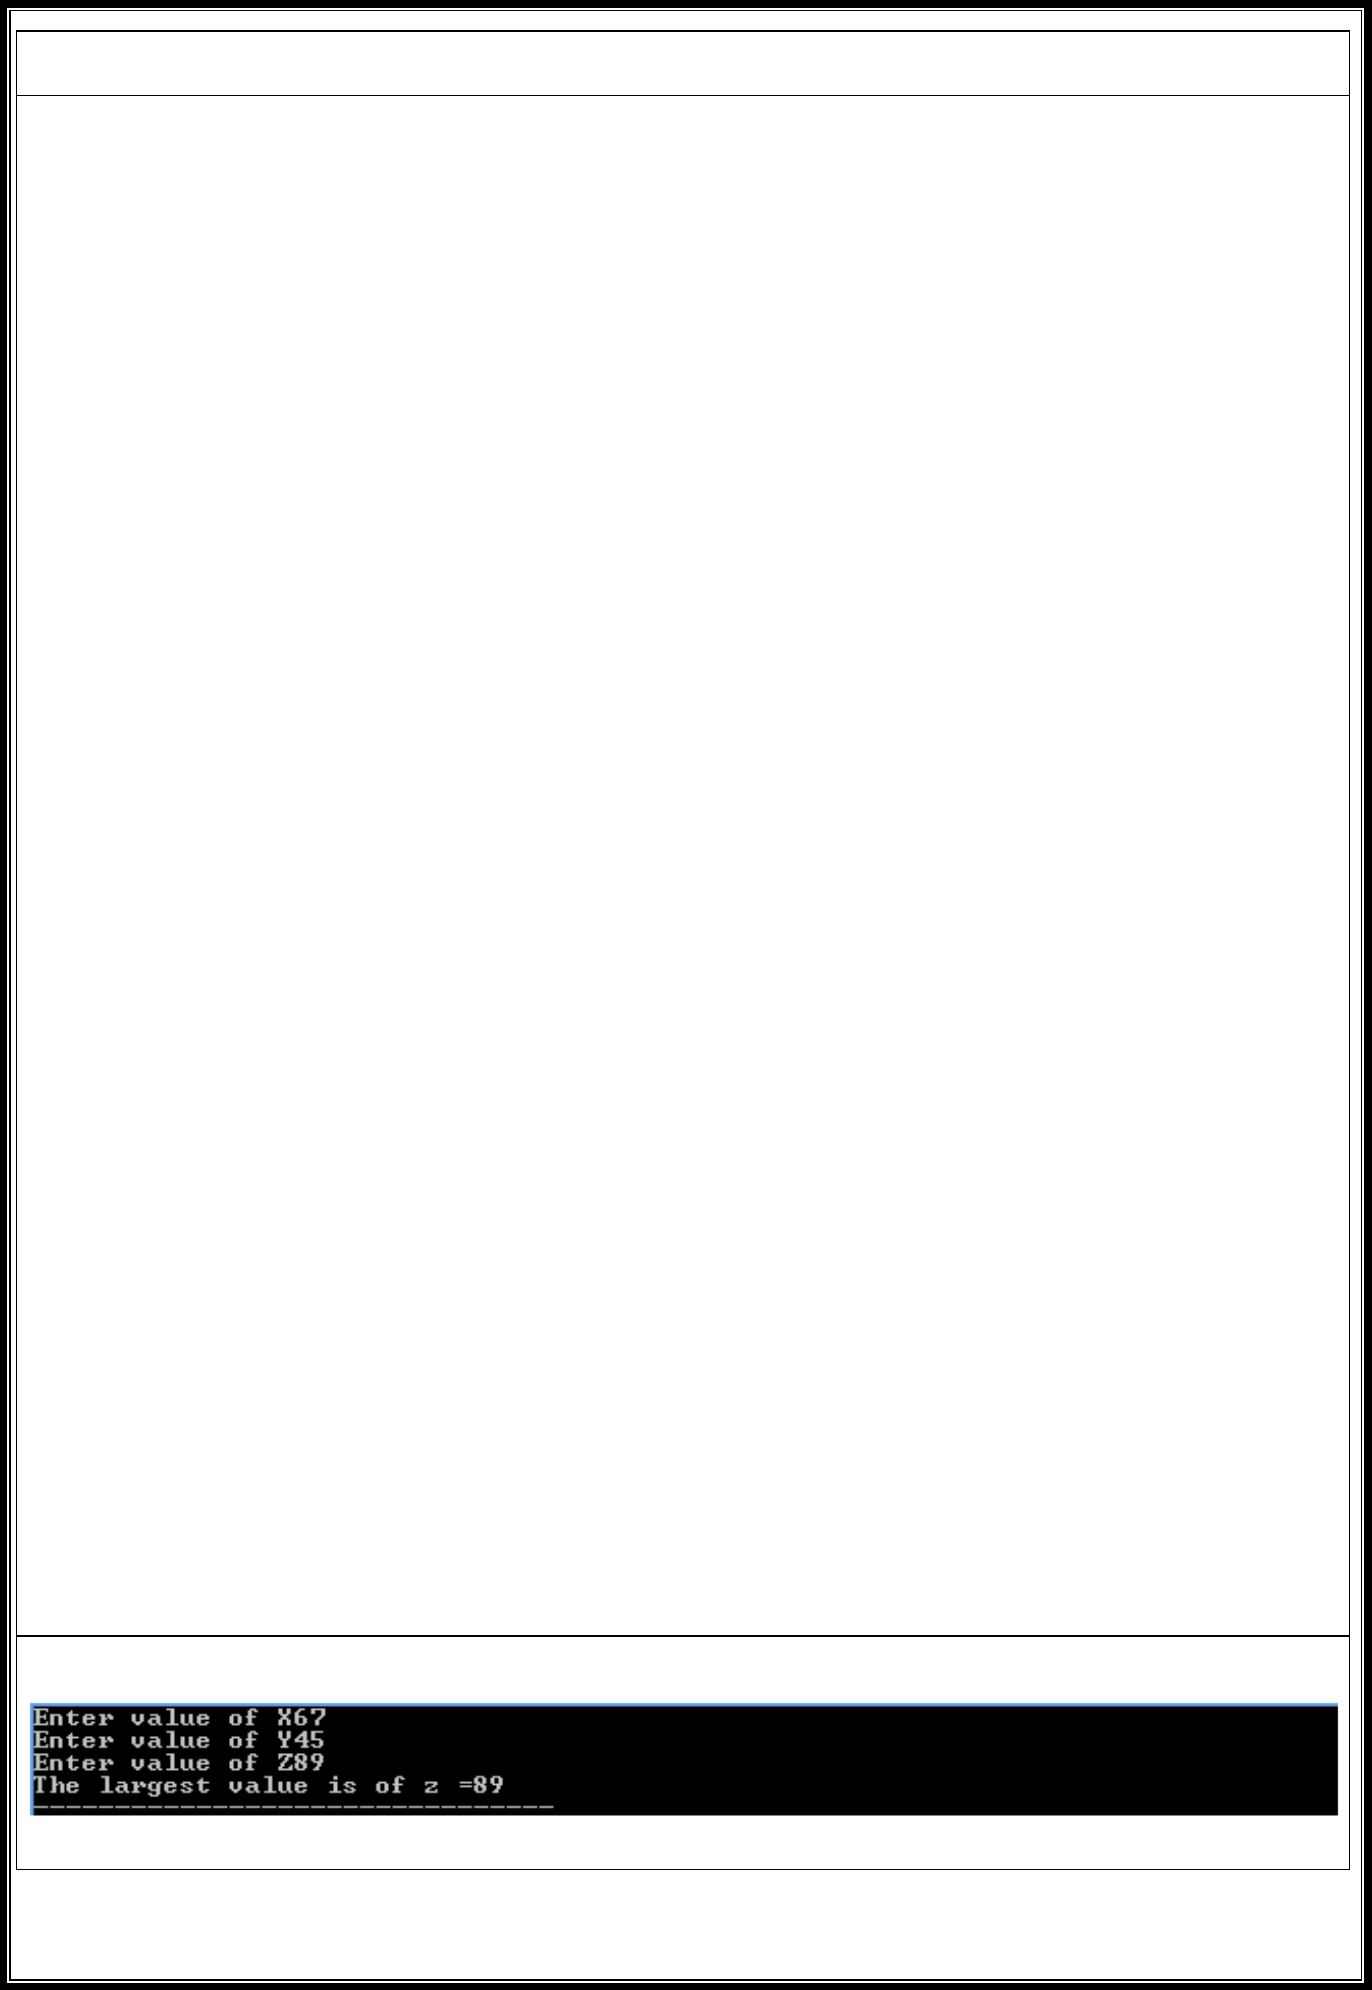 Enter value of X67
Enter value of Y45
Enter value of Z89
The largest value is of z =89
--------------------------------